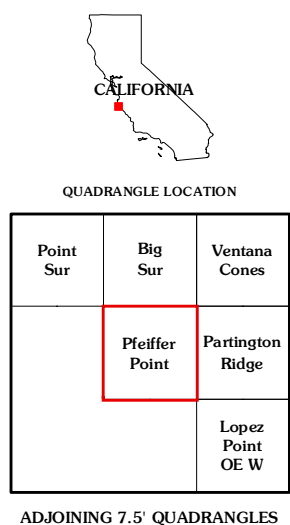 CALIFORNIA
QUADRANGLE LOCATION
Point
Sur
Big
Sur
Ventana
Cones
Pfeiffer
Point
Partington
Ridge
Lopez
Point
OE W
ADJOINING 7.5' QUADRANGLES